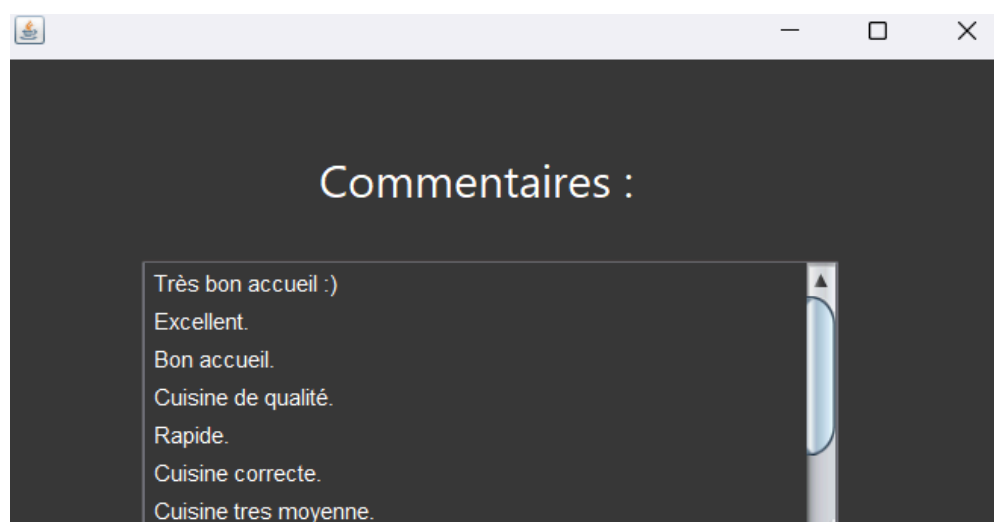 Commentaires :
Très bon accueil :)
Excellent.
Bon accueil.
Cuisine de qualité.
Rapide.
Cuisine correcte.
Cuisine tres moyenne.